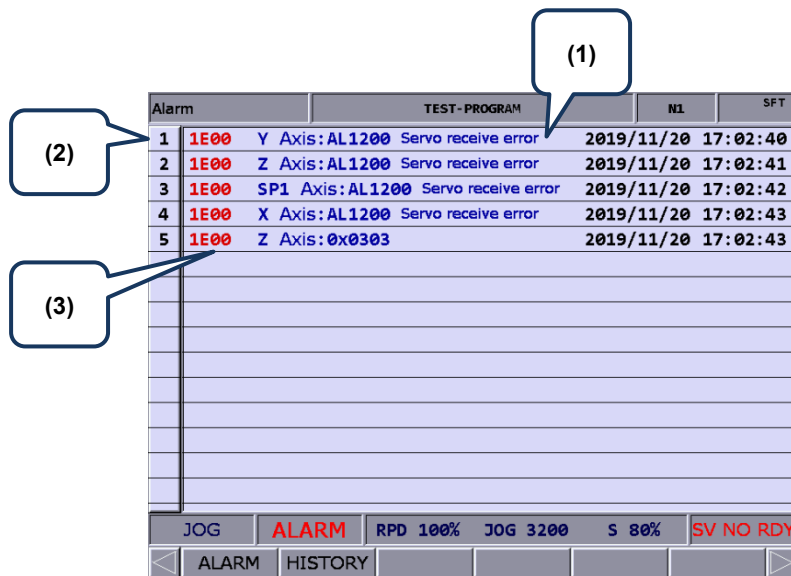 (1)
Alarm TEST-PROGRAM N1 SFT
(2)
1 1E00 Y Axis:AL1200 Servo receive error 2019/11/20 17:02:40
2 1E00 Z Axis:AL1200 Servo receive error 2019/11/20 17:02:41
3 1E00 SP1 Axis:AL1200 Servo receive error 2019/11/20 17:02:42
4 1E00 X Axis:AL1200 Servo receive error 2019/11/20 17:02:43
5 1E00 Z Axis:0x0303 2019/11/20 17:02:43
(3)
JOG ALARM RPD 100% JOG 3200 S 80% SV NO RDY
ALARM HISTORY